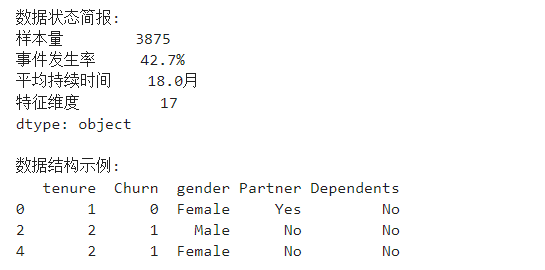 数据状态简报:
样本量 3875
事件发生率 42.7%
平均持续时间 18.0月
特征维度 17
dtype: object
数据结构示例:
tenure Churn gender Partner Dependents
0 1 0 Female Yes No
2 2 1 Male No No
4 2 1 Female No No